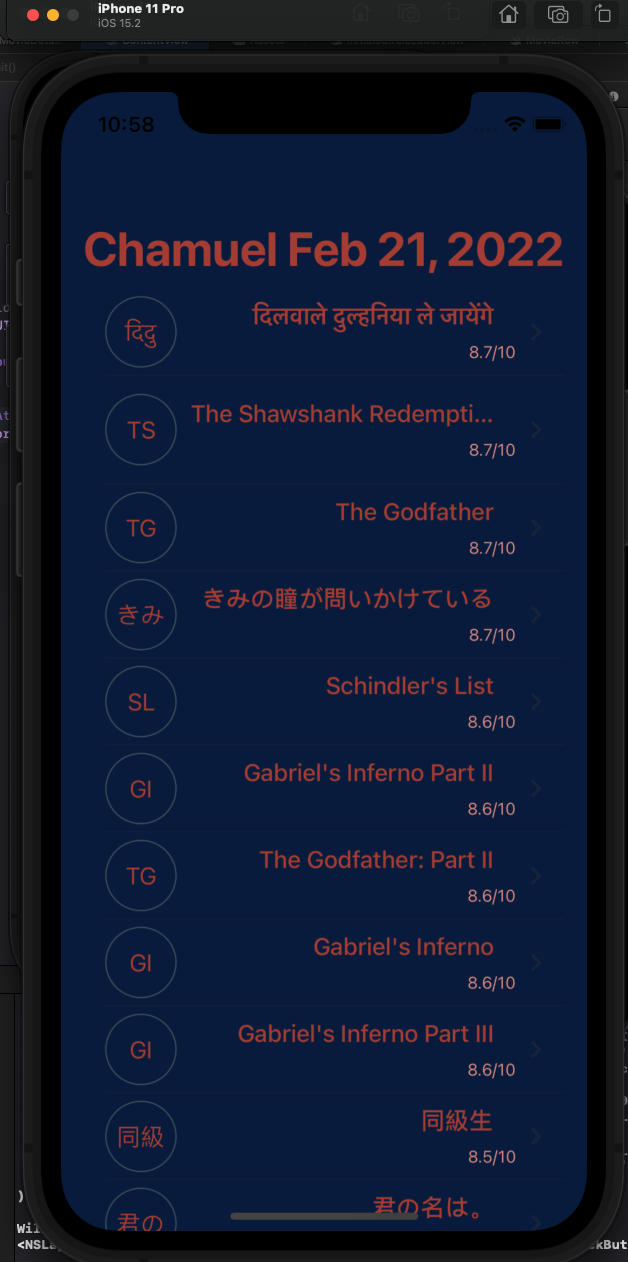 iPhone 11 Pro
iOS 15.2
10:58
Chamuel Feb 21, 2022
दिदु
दिलवाले दुल्हनिया ले जायेंगे
8.7/10
TS
The Shawshank Redempti...
8.7/10
TG
The Godfather
8.7/10
きみ
きみの瞳が問いかけている
8.7/10
SL
Schindler's List
8.6/10
GI
Gabriel's Inferno Part II
8.6/10
TG
The Godfather: Part II
8.6/10
GI
Gabriel's Inferno
8.6/10
GI
Gabriel's Inferno Part III
8.6/10
同級
同級生
8.5/10
君の
君の名は。